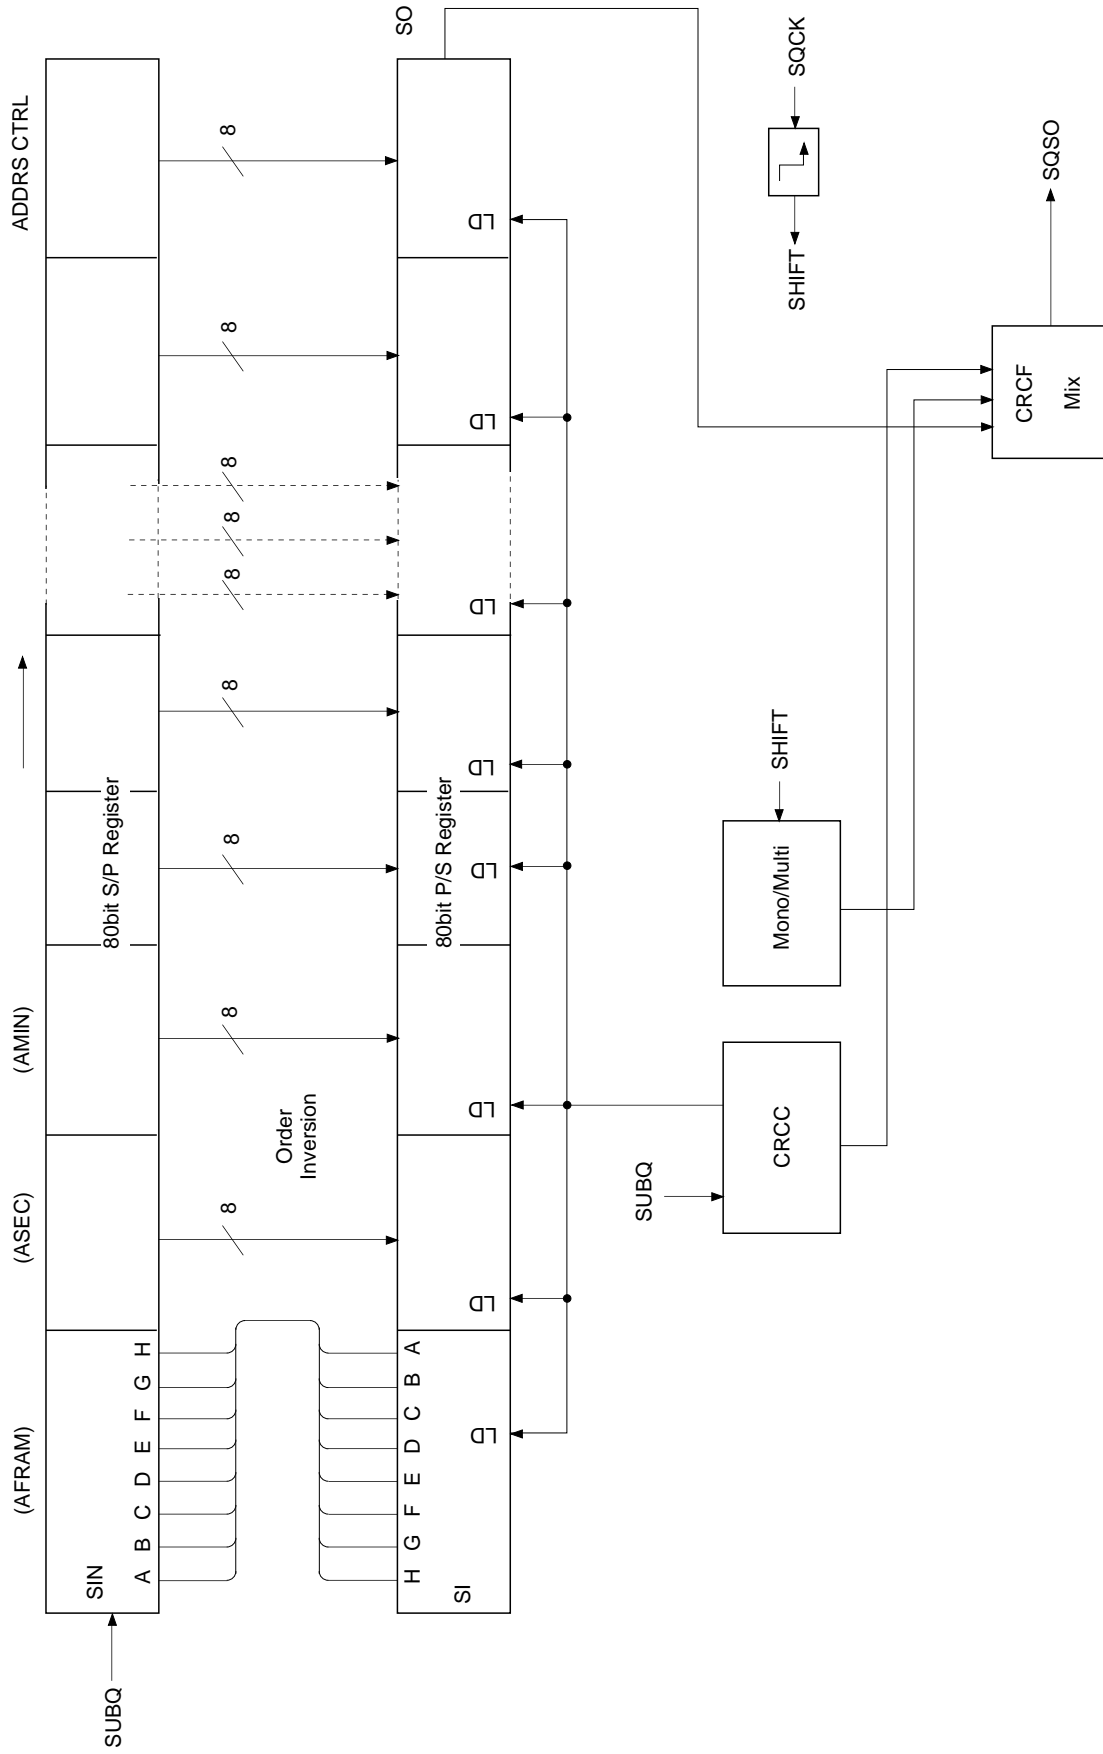 (AFRAM)
(ASEC)
(AMIN)
ADDRS CTRL
SUBQ
SIN
80bit S/P Register
A B C D E F G H
8
8
8
8
8
8
8
8
8
Order
Inversion
SO
H G F E D C B A
SI
80bit P/S Register
LD
LD
LD
LD
LD
LD
LD
LD
SUBQ
CRCC
Mono/Multi
SHIFT
SHIFT
SQCK
CRCF
Mix
SQSO